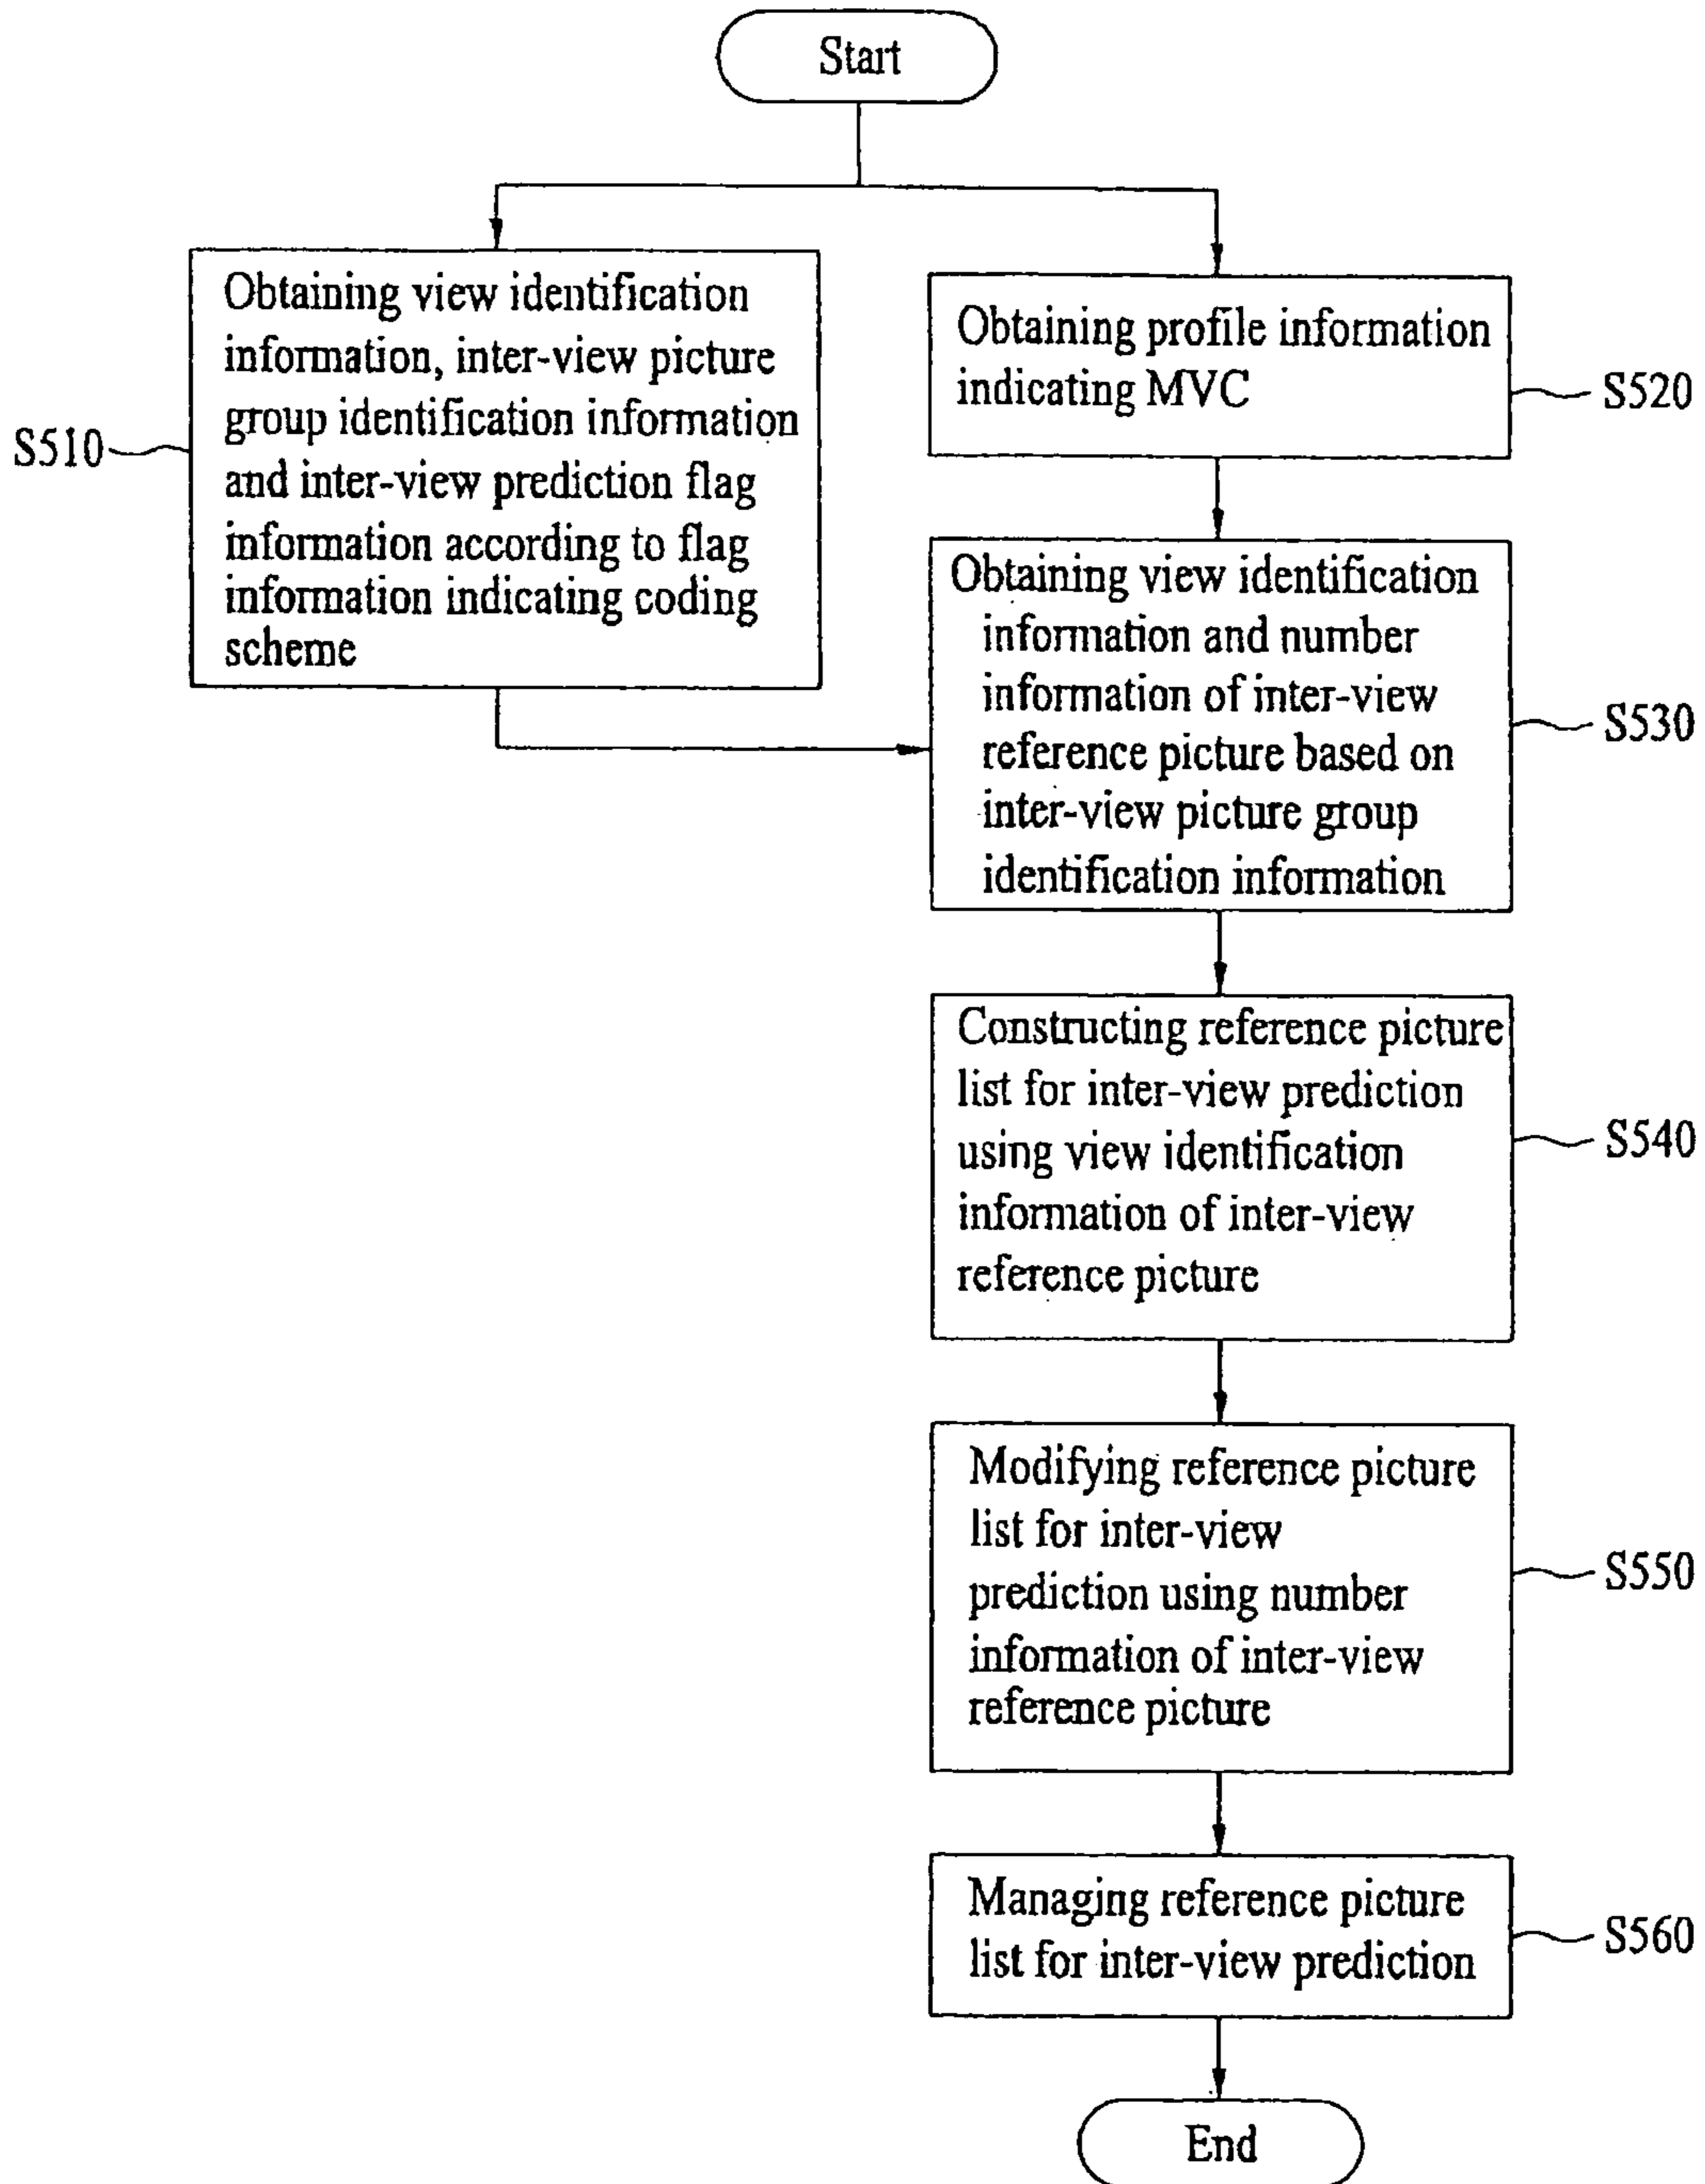 Start
Obtaining view identification
information, inter-view picture
group identification information
and inter-view prediction flag
information according to flag
information indicating coding
scheme
S510
Obtaining profile information
indicating MVC
S520
Obtaining view identification
information and number
information of inter-view
reference picture based on
inter-view picture group
identification information
S530
Constructing reference picture
list for inter-view prediction
using view identification
information of inter-view
reference picture
S540
Modifying reference picture
list for inter-view
prediction using number
information of inter-view
reference picture
S550
Managing reference picture
list for inter-view prediction
S560
End